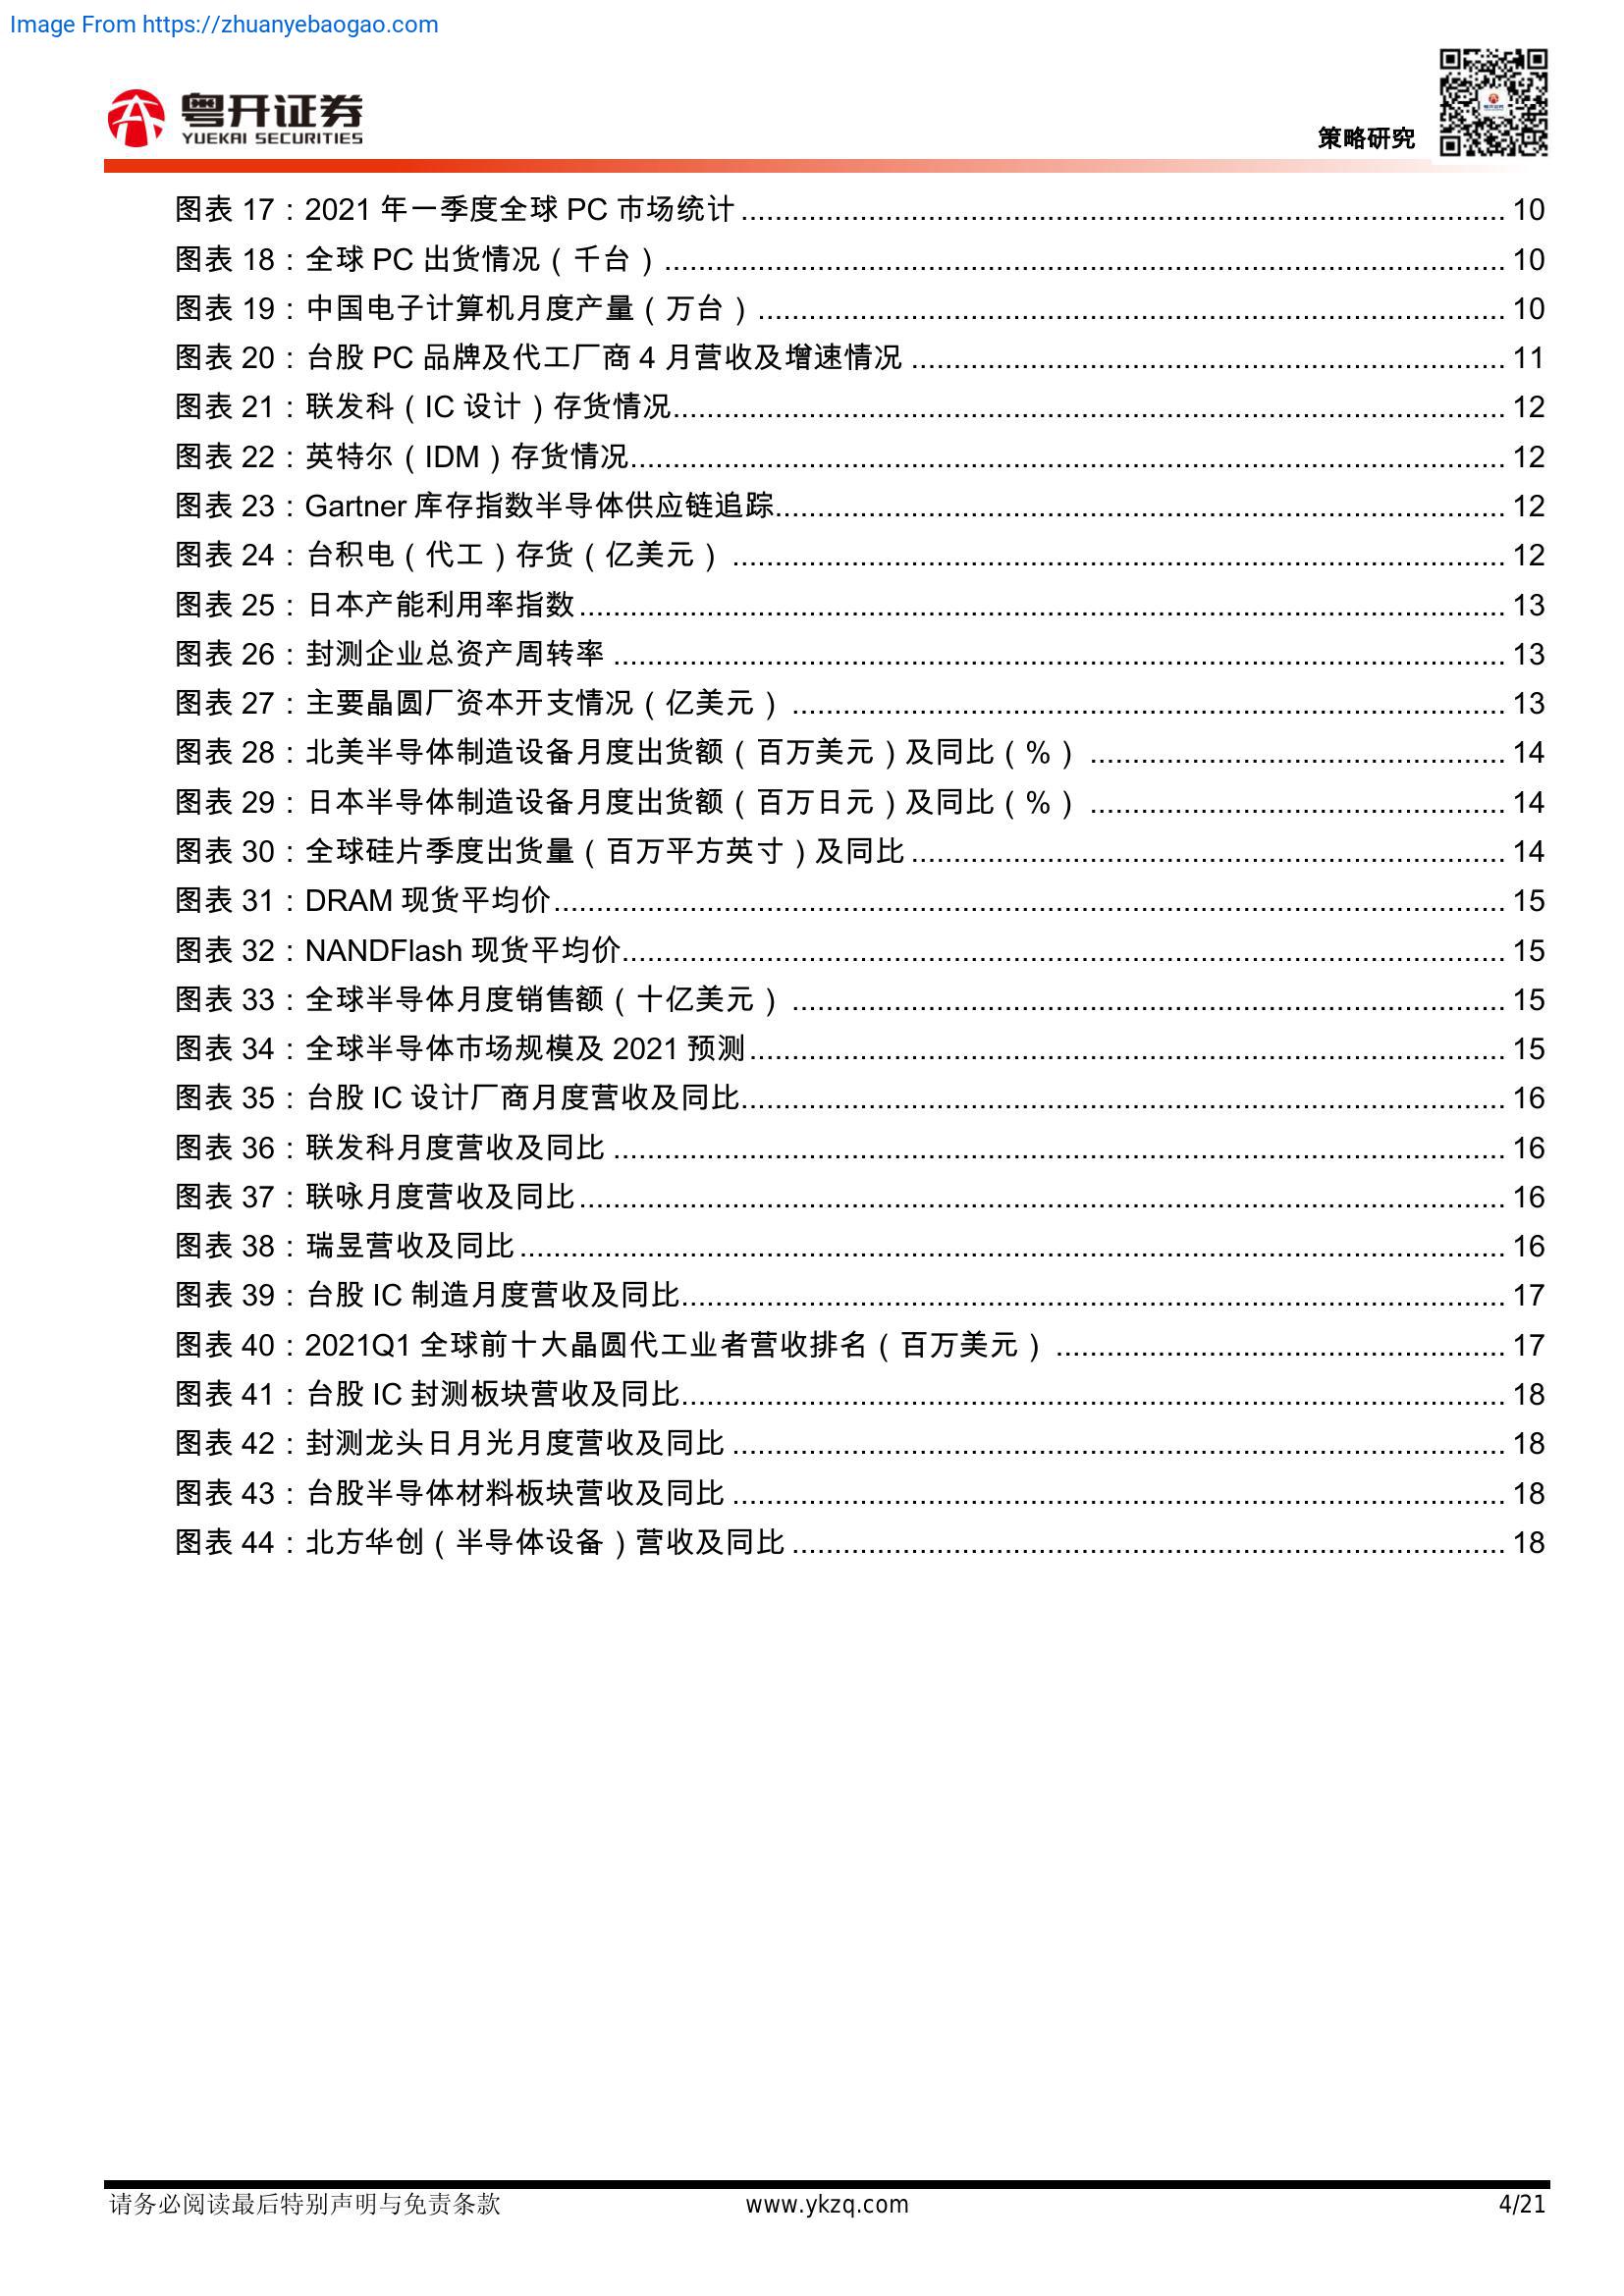 Image From https://zhuanyebaogao.com
粤开证券
YUEKAI SECURITIES
策略研究
图表 17：2021 年一季度全球 PC 市场统计 10
图表 18：全球 PC 出货情况（千台） 10
图表 19：中国电子计算机月度产量（万台） 10
图表 20：台股 PC 品牌及代工厂商 4 月营收及增速情况 11
图表 21：联发科（IC 设计）存货情况 12
图表 22：英特尔（IDM）存货情况 12
图表 23：Gartner 库存指数半导体供应链追踪 12
图表 24：台积电（代工）存货（亿美元） 12
图表 25：日本产能利用率指数 13
图表 26：封测企业总资产周转率 13
图表 27：主要晶圆厂资本开支情况（亿美元） 13
图表 28：北美半导体制造设备月度出货额（百万美元）及同比（%） 14
图表 29：日本半导体制造设备月度出货额（百万日元）及同比（%） 14
图表 30：全球硅片季度出货量（百万平方英寸）及同比 14
图表 31：DRAM 现货平均价 15
图表 32：NANDFlash 现货平均价 15
图表 33：全球半导体月度销售额（十亿美元） 15
图表 34：全球半导体市场规模及 2021 预测 15
图表 35：台股 IC 设计厂商月度营收及同比 16
图表 36：联发科月度营收及同比 16
图表 37：联咏月度营收及同比 16
图表 38：瑞昱营收及同比 16
图表 39：台股 IC 制造月度营收及同比 17
图表 40：2021Q1 全球前十大晶圆代工业者营收排名（百万美元） 17
图表 41：台股 IC 封测板块营收及同比 18
图表 42：封测龙头日月光月度营收及同比 18
图表 43：台股半导体材料板块营收及同比 18
图表 44：北方华创（半导体设备）营收及同比 18
请务必阅读最后特别声明与免责条款
www.ykzq.com
4/21